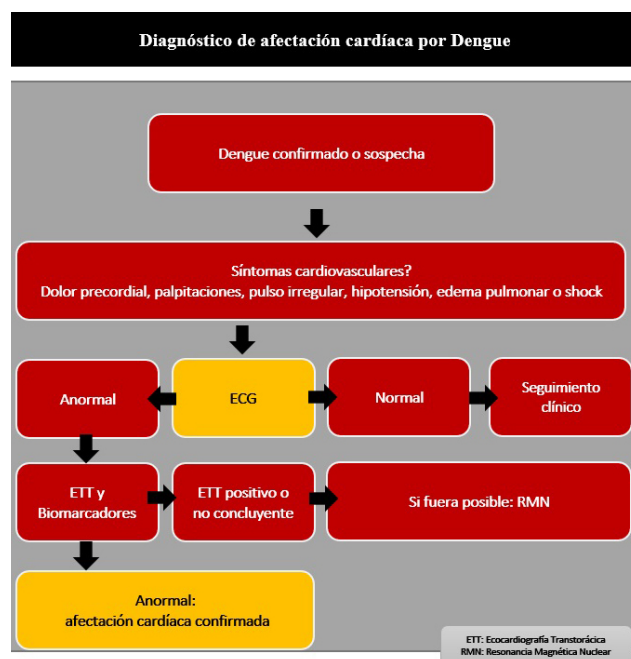 Diagnóstico de afectación cardíaca por Dengue
Dengue confirmado o sospecha
Síntomas cardiovasculares?
Dolor precordial, palpitaciones, pulso irregular, hipotensión, edema pulmonar o shock
Anormal
ECG
Normal
Seguimiento
clínico
ETT y
Biomarcadores
ETT positivo o
no concluyente
Si fuera posible: RMN
Anormal:
afectación cardíaca confirmada
ETT: Ecocardiografía Transtorácica
RMN: Resonancia Magnética Nuclear